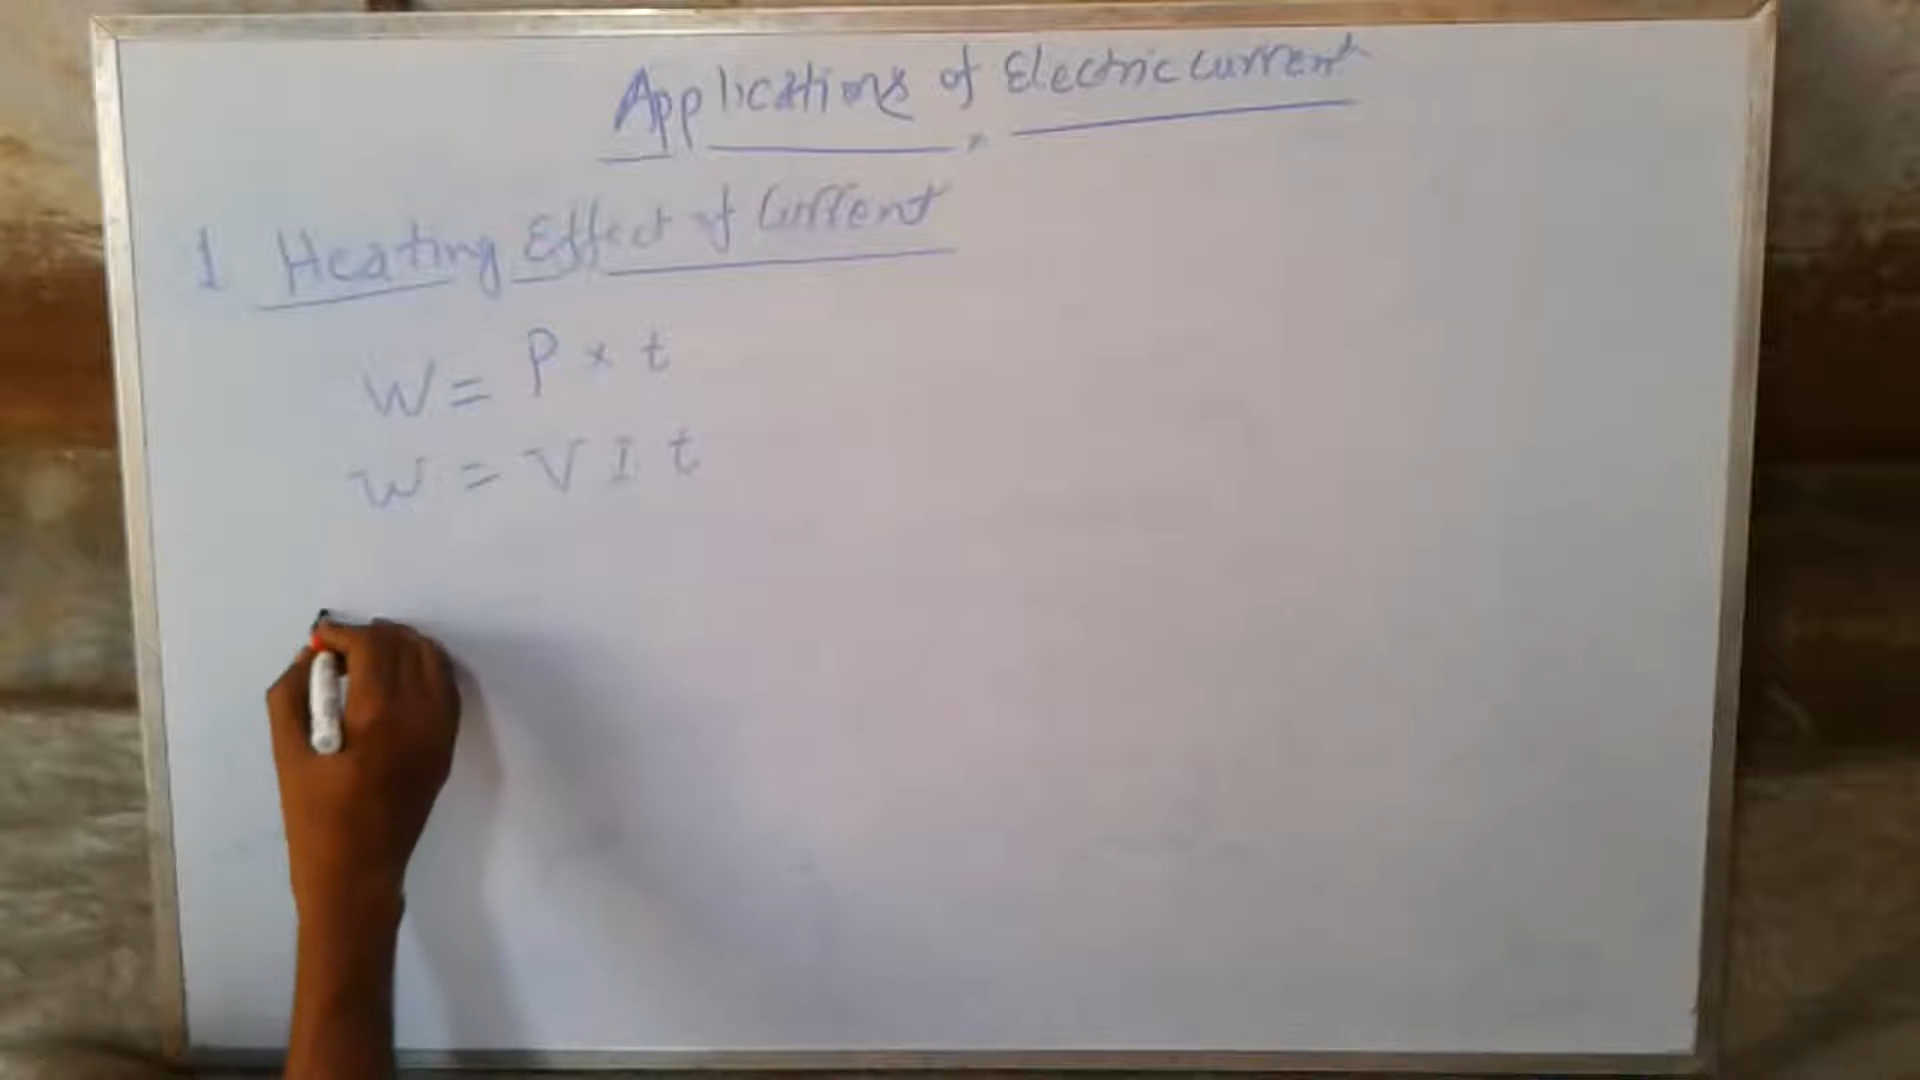 Applications of Electric current
1 Heating Effect of Current
W = P × t
W = V I t